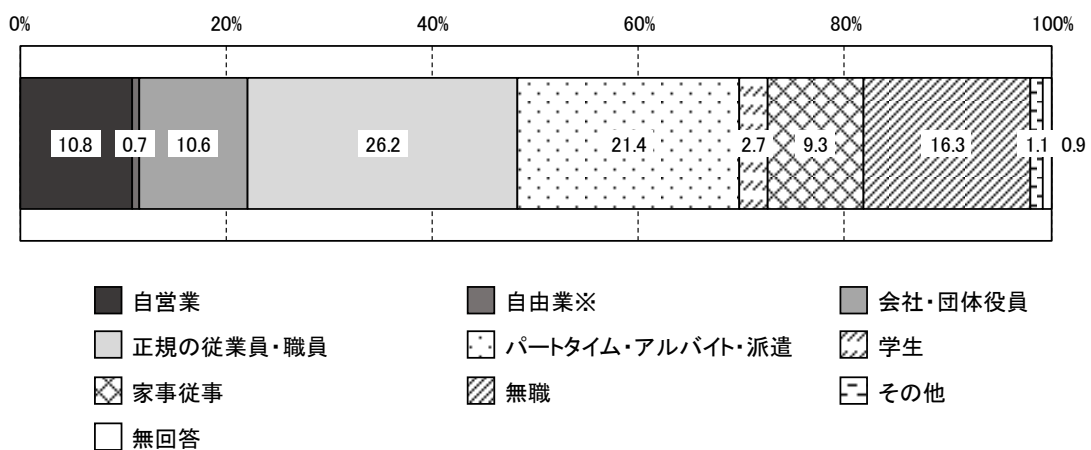 0% 20% 40% 60% 80% 100%
10.8 0.7 10.6 26.2 21.4 2.7 9.3 16.3 1.1 0.9
自営業 自由業※ 会社・団体役員
正規の従業員・職員 パートタイム・アルバイト・派遣 学生
家事従事 無職 その他
無回答